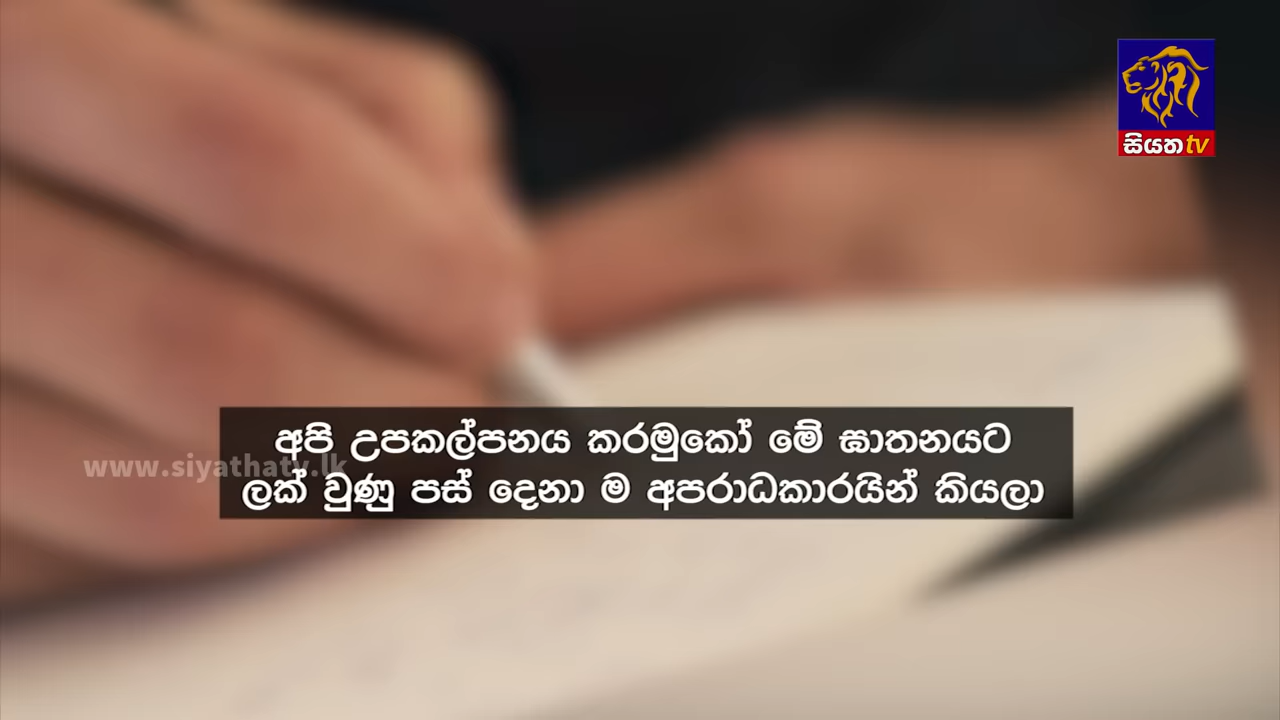 සියත tv
www.siyathatv.lk
අපි උපකල්පනය කරමුකෝ මේ ඝාතනයට
ලක් වුණු පස් දෙනා ම අපරාධකාරයින් කියලා